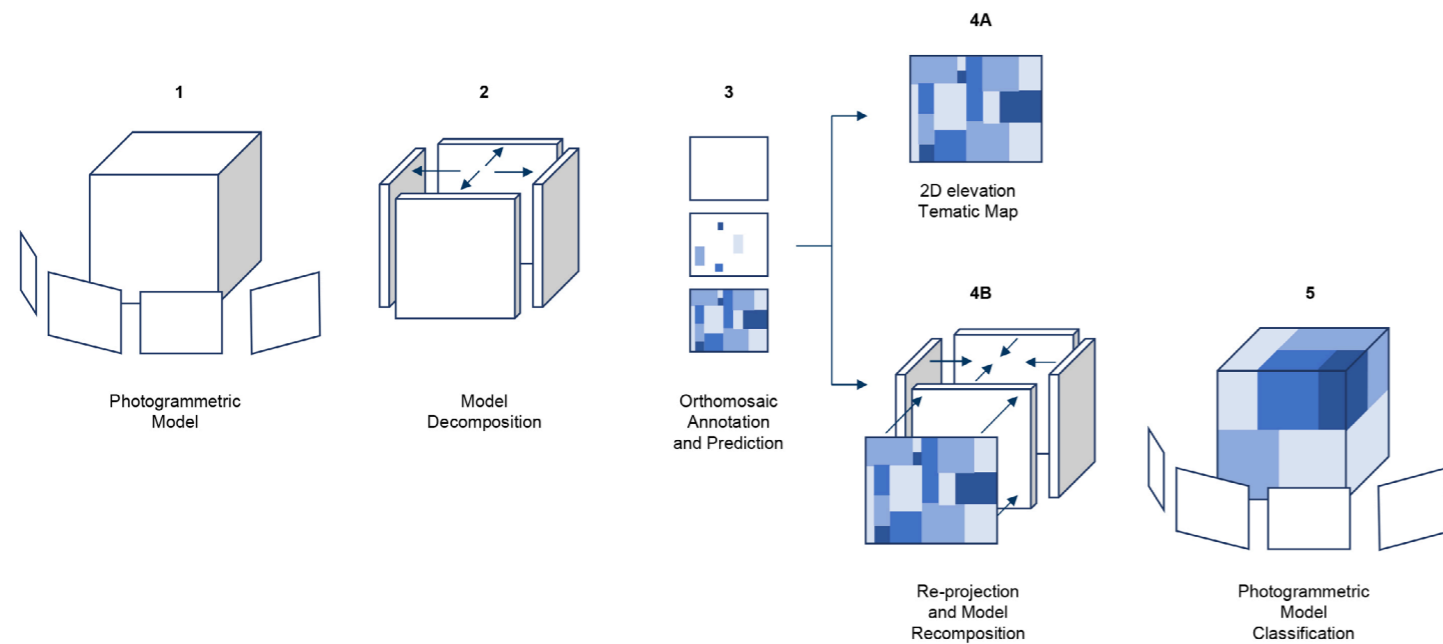 1
Photogrammetric
Model
2
Model
Decomposition
3
Orthomosaic
Annotation
and Prediction
4A
2D elevation
Tematic Map
4B
Re-projection
and Model
Recomposition
5
Photogrammetric
Model
Classification